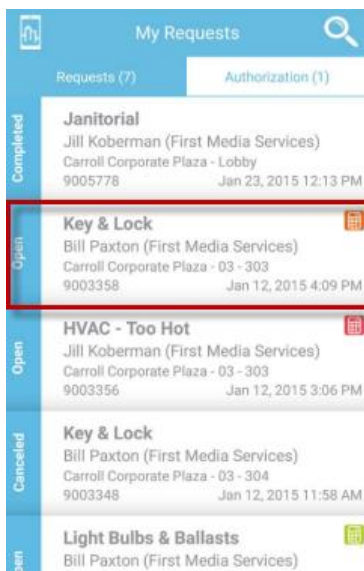 My Requests
Requests (7)
Authorization (1)
Completed
Janitorial
Jill Koberman (First Media Services)
Carroll Corporate Plaza - Lobby
9005778 Jan 23, 2015 12:13 PM
Open
Key & Lock
Bill Paxton (First Media Services)
Carroll Corporate Plaza - 03 - 303
9003358 Jan 12, 2015 4:09 PM
Open
HVAC - Too Hot
Jill Koberman (First Media Services)
Carroll Corporate Plaza - 03 - 303
9003356 Jan 12, 2015 3:06 PM
Canceled
Key & Lock
Bill Paxton (First Media Services)
Carroll Corporate Plaza - 03 - 304
9003348 Jan 12, 2015 11:58 AM
pen
Light Bulbs & Ballasts
Bill Paxton (First Media Services)